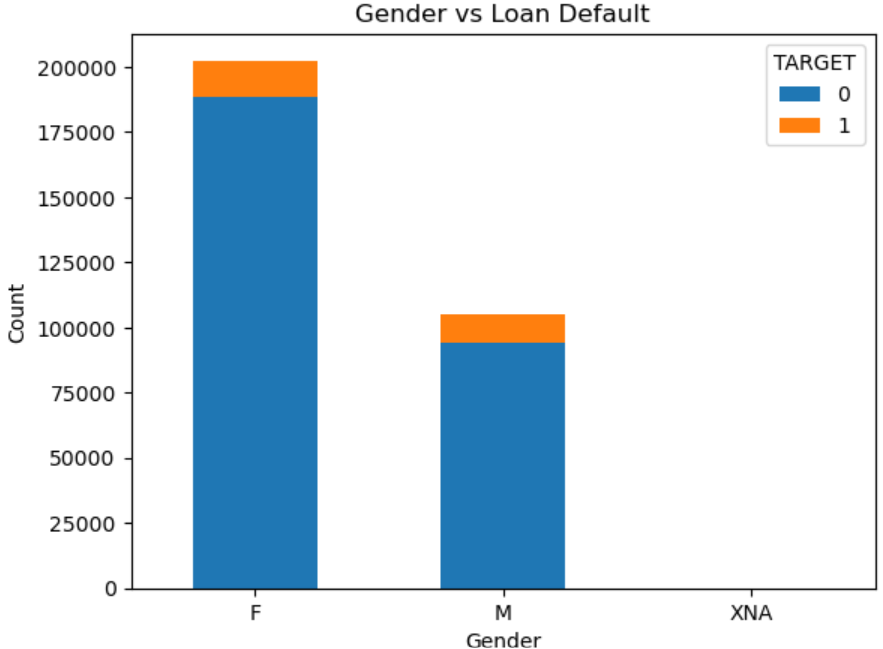 Gender vs Loan Default
TARGET
0
1
200000
175000
150000
125000
100000
75000
50000
25000
0
Count
F M XNA
Gender